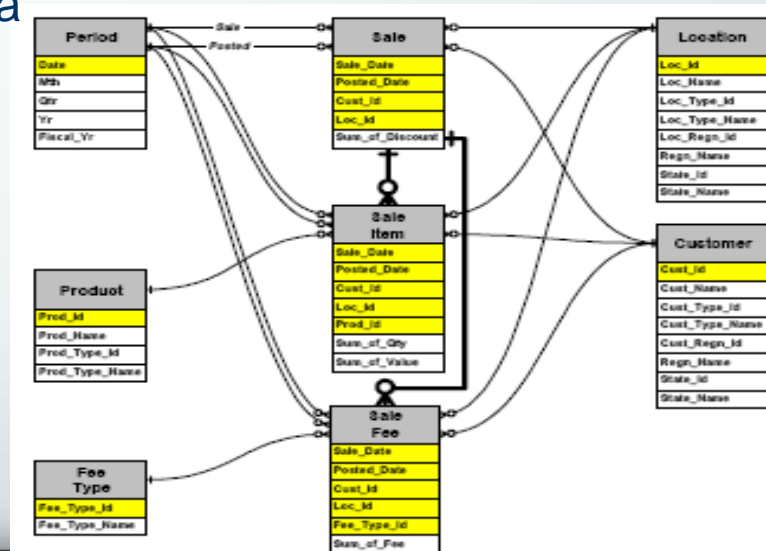 a
Period
Date
Mth
Qtr
Yr
Fiscal_Yr
Sale
Posted
Sale
Sale_Date
Posted_Date
Cust_Id
Loc_Id
Sum_of_Discount
Location
Loc_Id
Loc_Name
Loc_Type_Id
Loc_Type_Name
Loc_Regn_Id
Regn_Name
State_Id
State_Name
Sale
Item
Sale_Date
Posted_Date
Cust_Id
Loc_Id
Prod_Id
Sum_of_Qty
Sum_of_Value
Customer
Cust_Id
Cust_Name
Cust_Type_Id
Cust_Type_Name
Cust_Regn_Id
Regn_Name
State_Id
State_Name
Product
Prod_Id
Prod_Name
Prod_Type_Id
Prod_Type_Name
Sale
Fee
Sale_Date
Posted_Date
Cust_Id
Loc_Id
Fee_Type_Id
Sum_of_Fee
Fee
Type
Fee_Type_Id
Fee_Type_Name